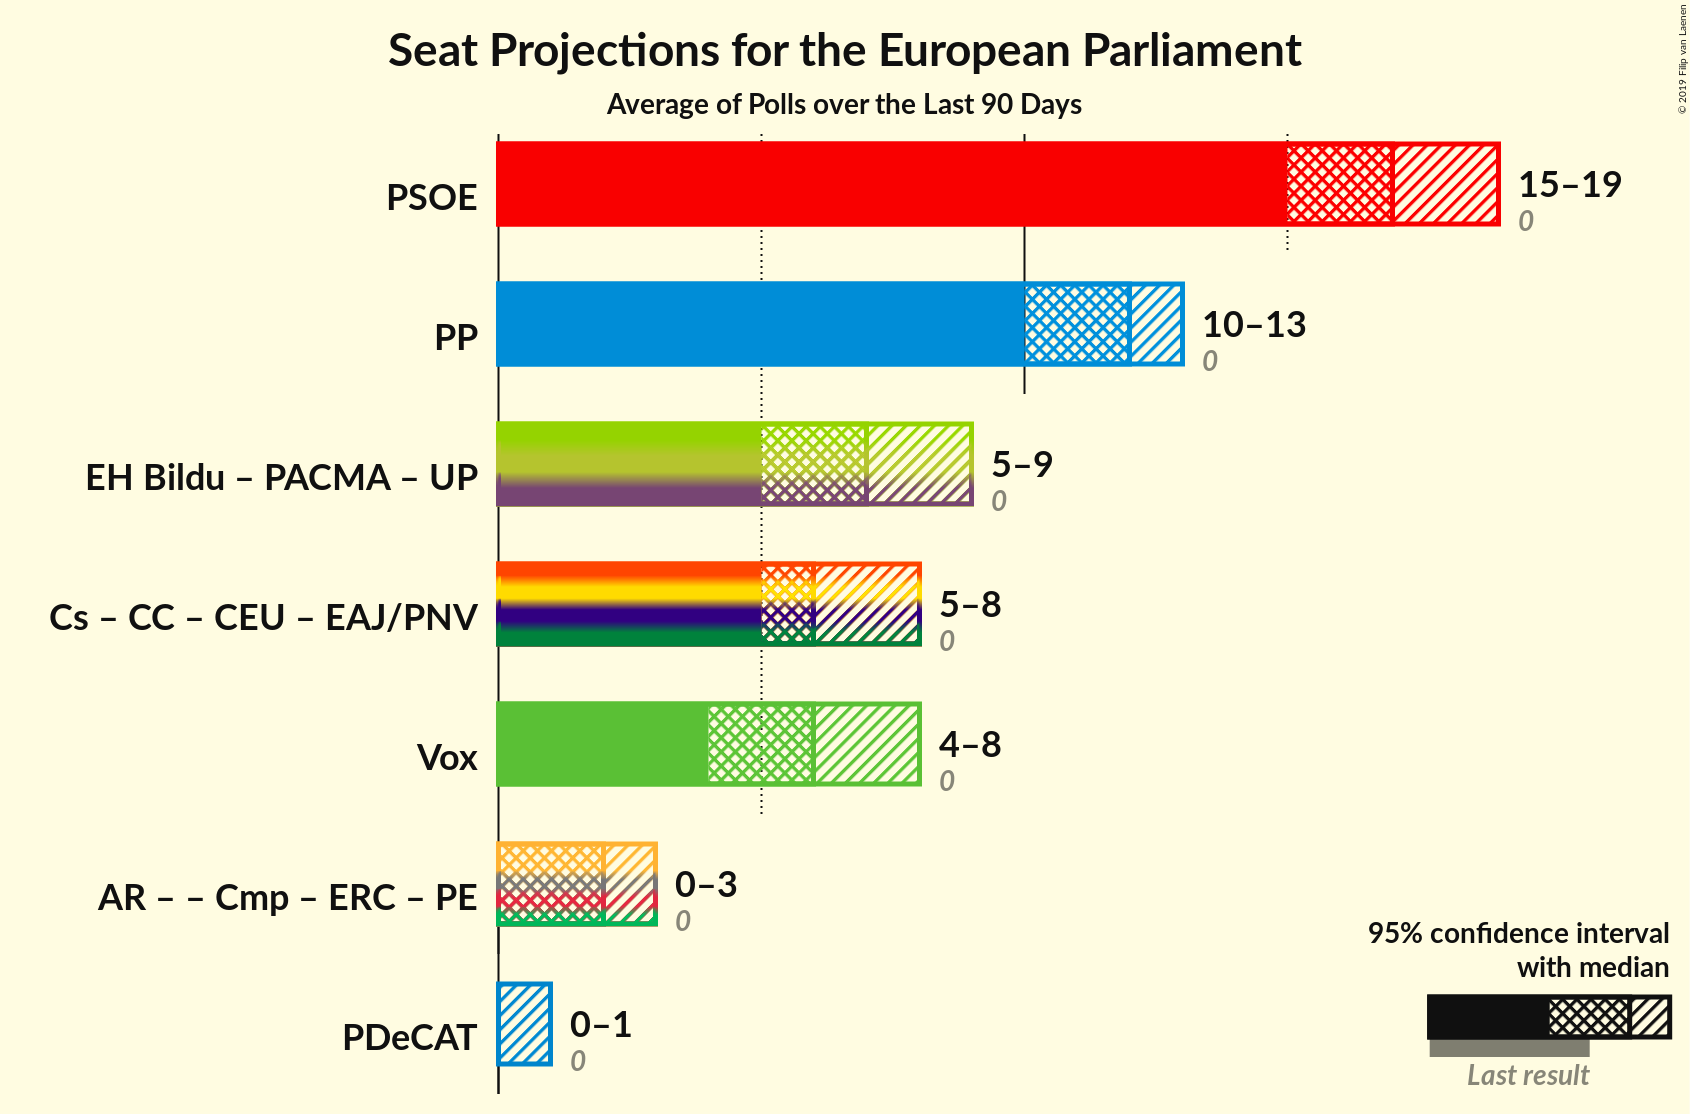 Seat Projections for the European Parliament
Average of Polls over the Last 90 Days
© 2019 Filip van Laenen
PSOE
15–19
0
PP
10–13
0
EH Bildu – PACMA – UP
5–9
0
Cs – CC – CEU – EAJ/PNV
5–8
0
Vox
4–8
0
AR – – Cmp – ERC – PE
0–3
0
PDeCAT
0–1
0
95% confidence interval
with median
Last result